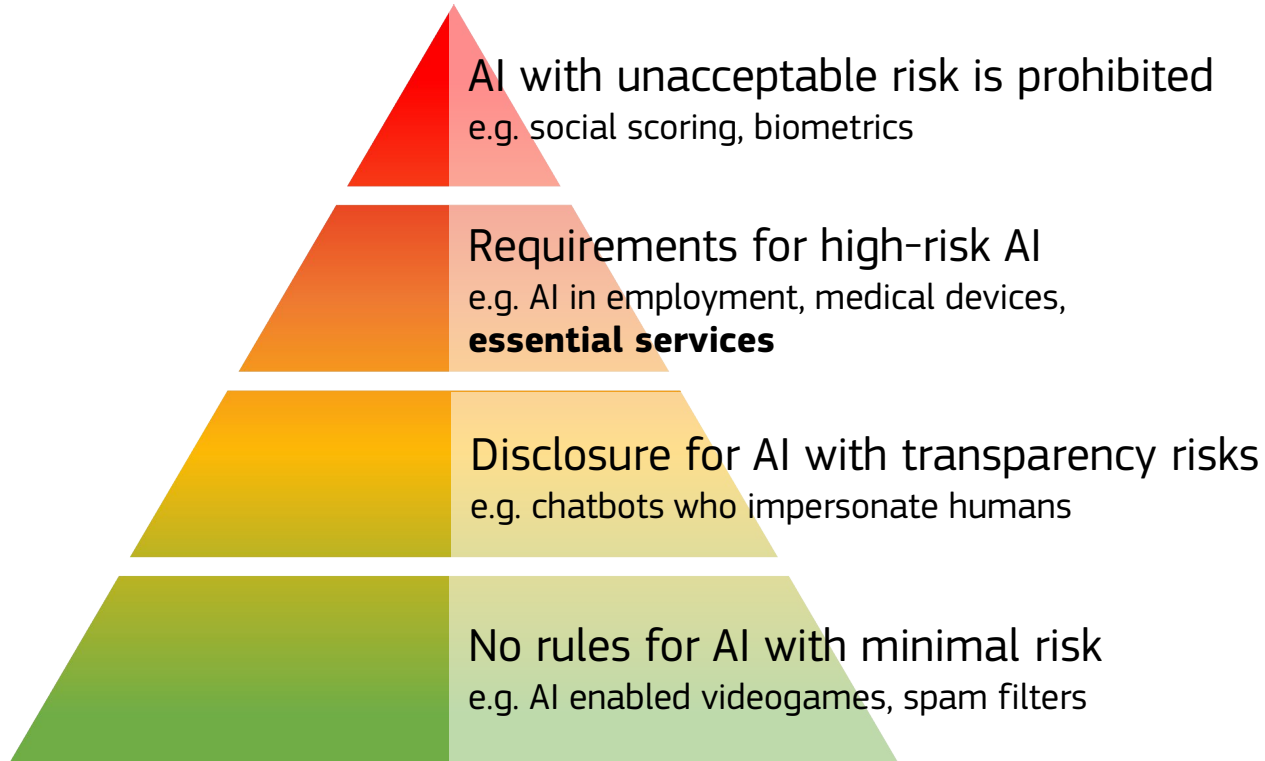 AI with unacceptable risk is prohibited
e.g. social scoring, biometrics
Requirements for high-risk AI
e.g. AI in employment, medical devices,
essential services
Disclosure for AI with transparency risks
e.g. chatbots who impersonate humans
No rules for AI with minimal risk
e.g. AI enabled videogames, spam filters